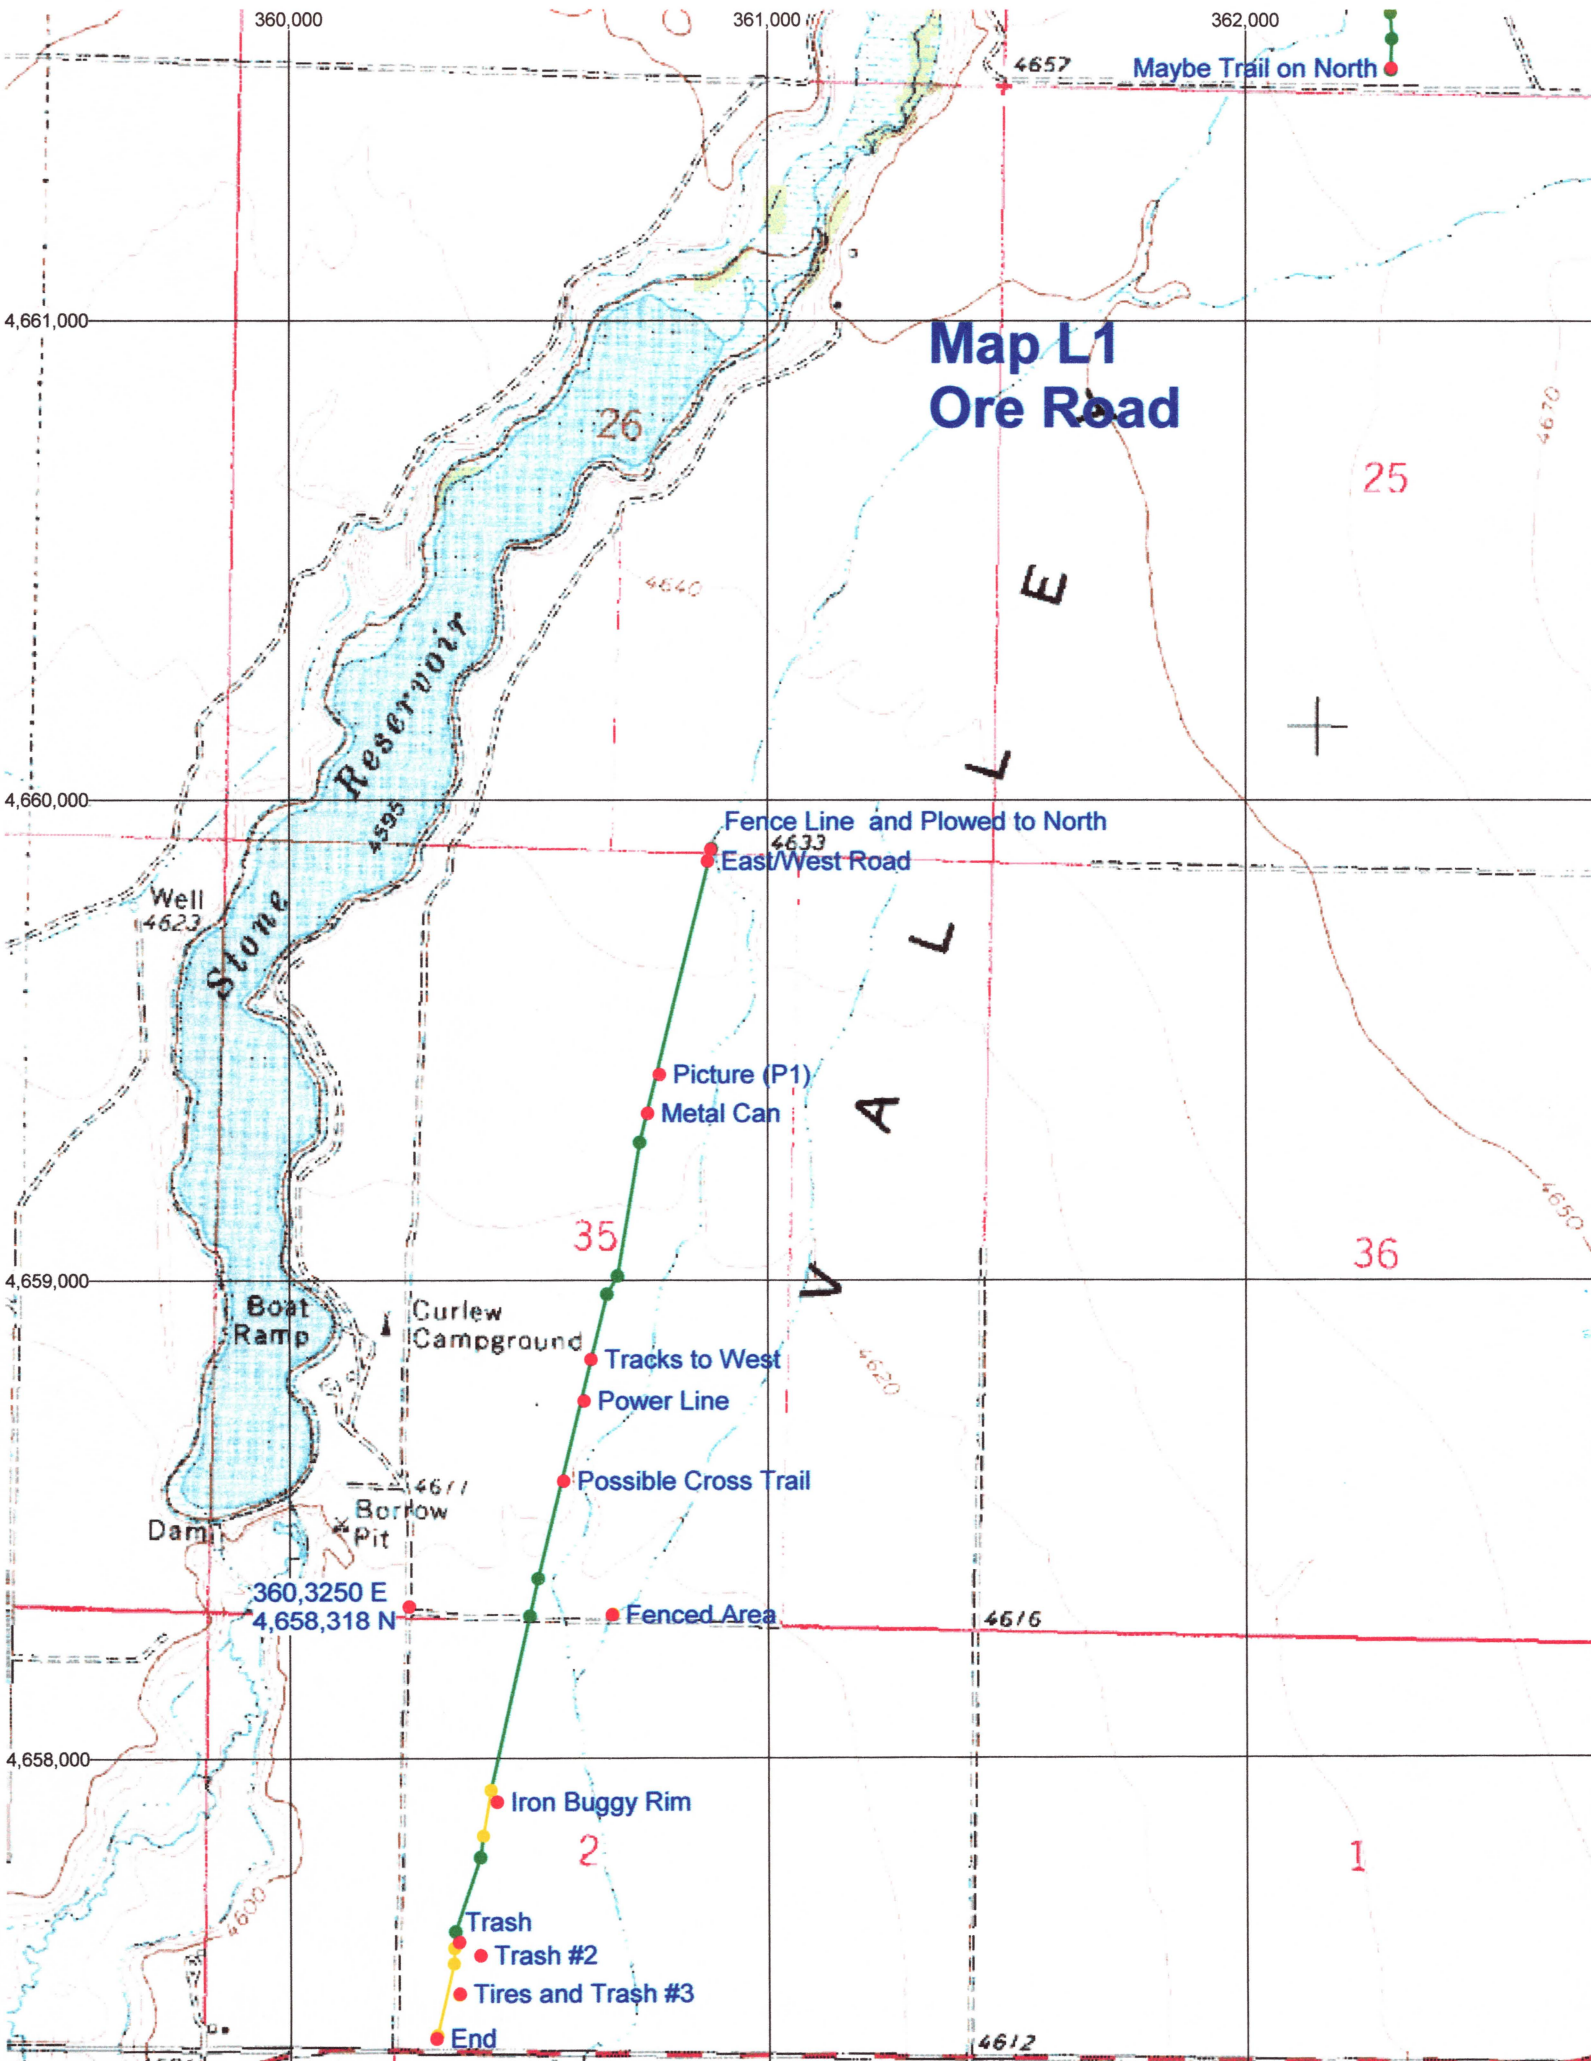 360,000
361,000
362,000
4657
Maybe Trail on North
4,661,000
Map L1
Ore Road
26
4670
25
4640
E
Reservoir
L
4,660,000
4595
Fence Line and Plowed to North
4633
East/West Road
Well
4623
Stone
L
Picture (P1)
Metal Can
A
4650
35
36
4,659,000
V
Boat
Ramp
Curlew
Campground
Tracks to West
4620
Power Line
Possible Cross Trail
4611
Borrow
Pit
Dam
360,3250 E
4,658,318 N
Fenced Area
4616
4,658,000
Iron Buggy Rim
2
1
4600
Trash
Trash #2
Tires and Trash #3
End
4612